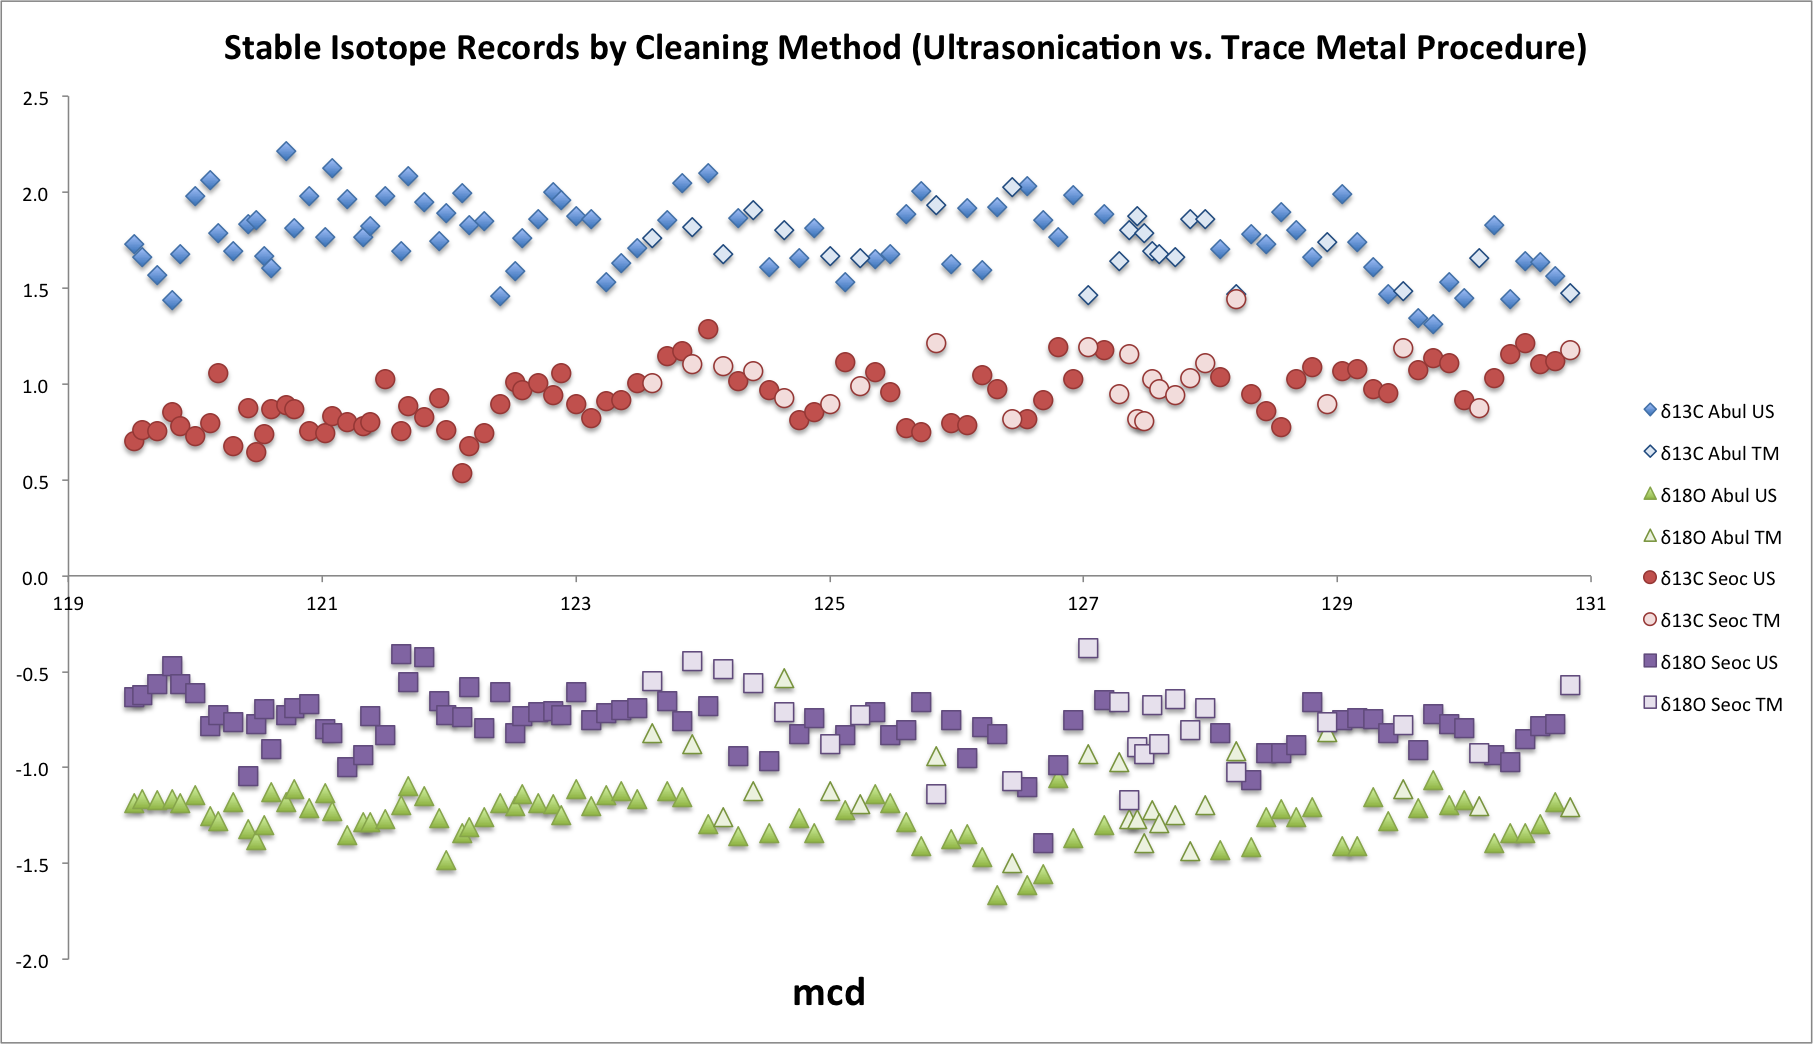 Stable Isotope Records by Cleaning Method (Ultrasonication vs. Trace Metal Procedure)
2.5
2.0
1.5
1.0
0.5
0.0
119 121 123 125 127 129 131
-0.5
-1.0
-1.5
-2.0
mcd
δ13C Abul US
δ13C Abul TM
δ18O Abul US
δ18O Abul TM
δ13C Seoc US
δ13C Seoc TM
δ18O Seoc US
δ18O Seoc TM